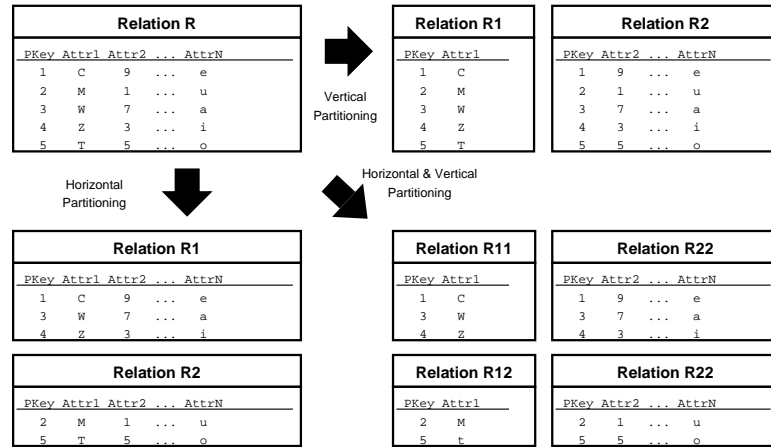 Relation R
PKey Attr1 Attr2 ... AttrN
1 C 9 ... e
2 M 1 ... u
3 W 7 ... a
4 Z 3 ... i
5 T 5 ... o
Vertical
Partitioning
Relation R1
PKey Attr1
1 C
2 M
3 W
4 Z
5 T
Relation R2
PKey Attr2 ... AttrN
1 9 ... e
2 1 ... u
3 7 ... a
4 3 ... i
5 5 ... o
Horizontal
Partitioning
Horizontal & Vertical
Partitioning
Relation R1
PKey Attr1 Attr2 ... AttrN
1 C 9 ... e
3 W 7 ... a
4 Z 3 ... i
Relation R2
PKey Attr1 Attr2 ... AttrN
2 M 1 ... u
5 T 5 ... o
Relation R11
PKey Attr1
1 C
3 W
4 Z
Relation R22
PKey Attr2 ... AttrN
1 9 ... e
3 7 ... a
4 3 ... i
Relation R12
PKey Attr1
2 M
5 t
Relation R22
PKey Attr2 ... AttrN
2 1 ... u
5 5 ... o